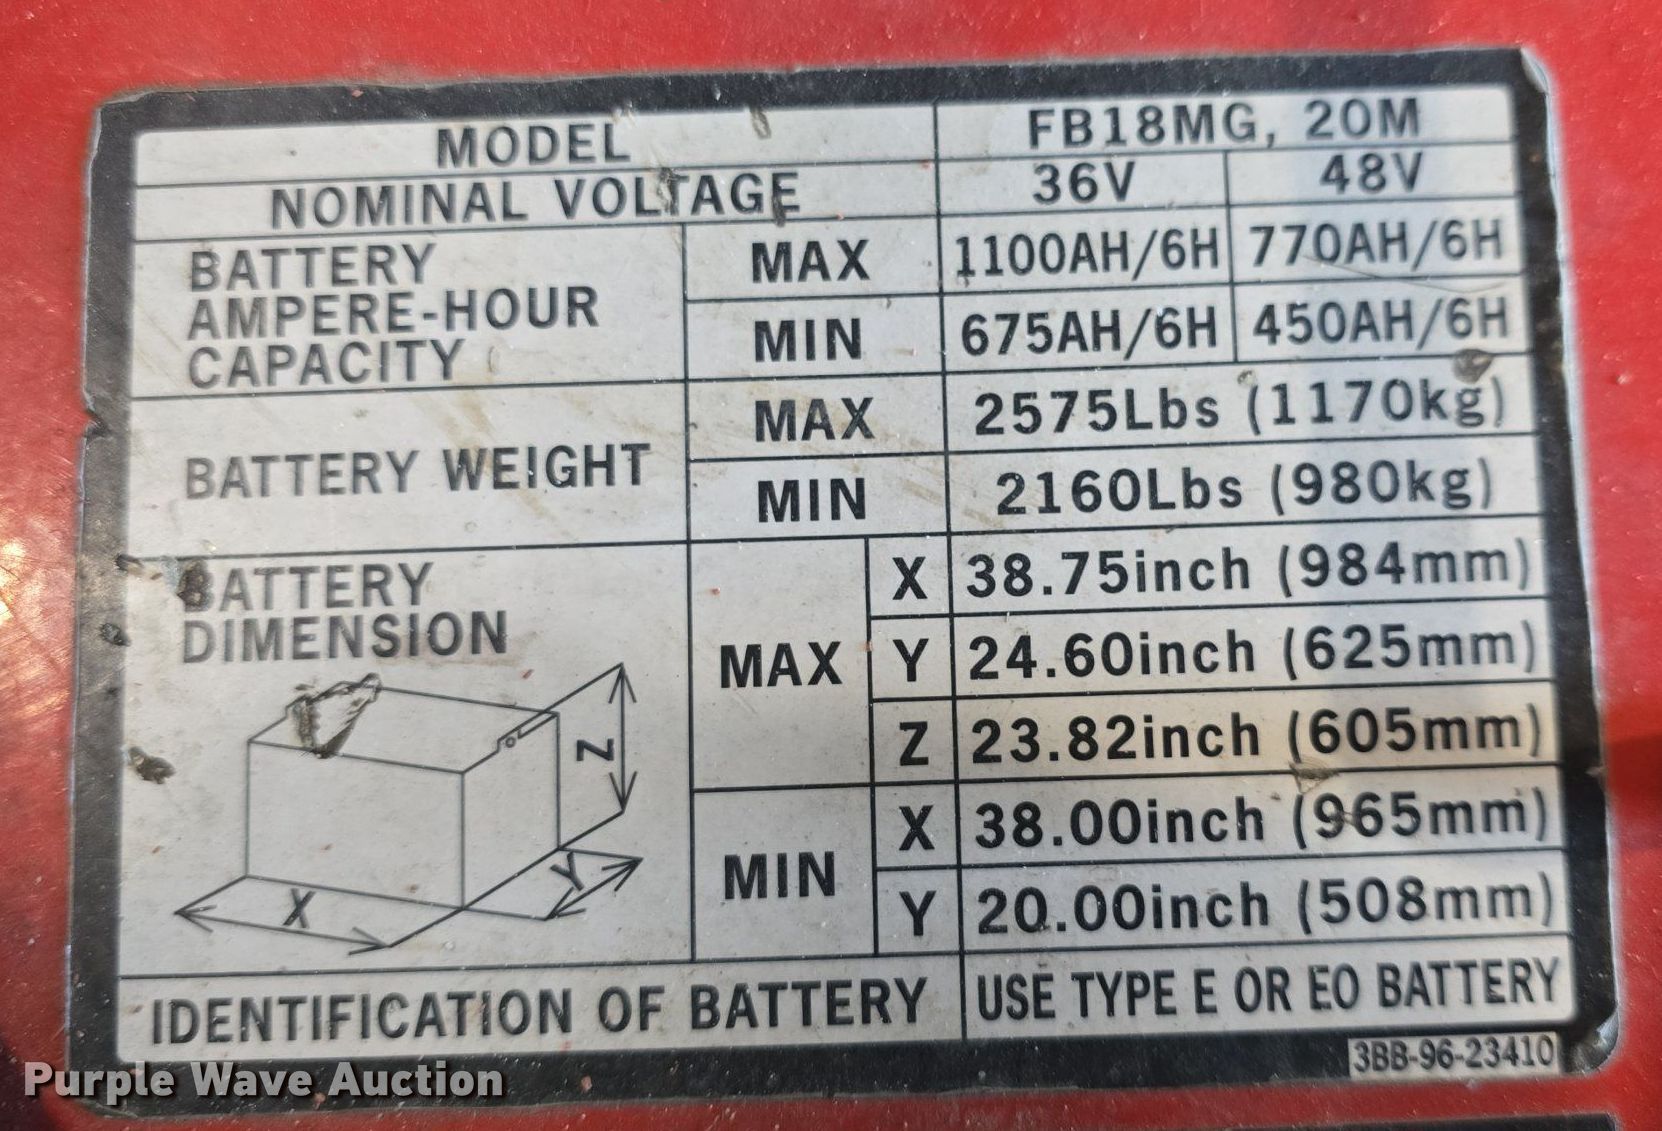 MODEL FB18MG, 20M
NOMINAL VOLTAGE 36V 48V
BATTERY AMPERE-HOUR CAPACITY
MAX 1100AH/6H 770AH/6H
MIN 675AH/6H 450AH/6H
BATTERY WEIGHT
MAX 2575Lbs (1170kg)
MIN 2160Lbs (980kg)
BATTERY DIMENSION
X
Y
Z
MAX
X 38.75inch (984mm)
Y 24.60inch (625mm)
Z 23.82inch (605mm)
MIN
X 38.00inch (965mm)
Y 20.00inch (508mm)
IDENTIFICATION OF BATTERY USE TYPE E OR EO BATTERY
3BB-96-23410
Purple Wave Auction